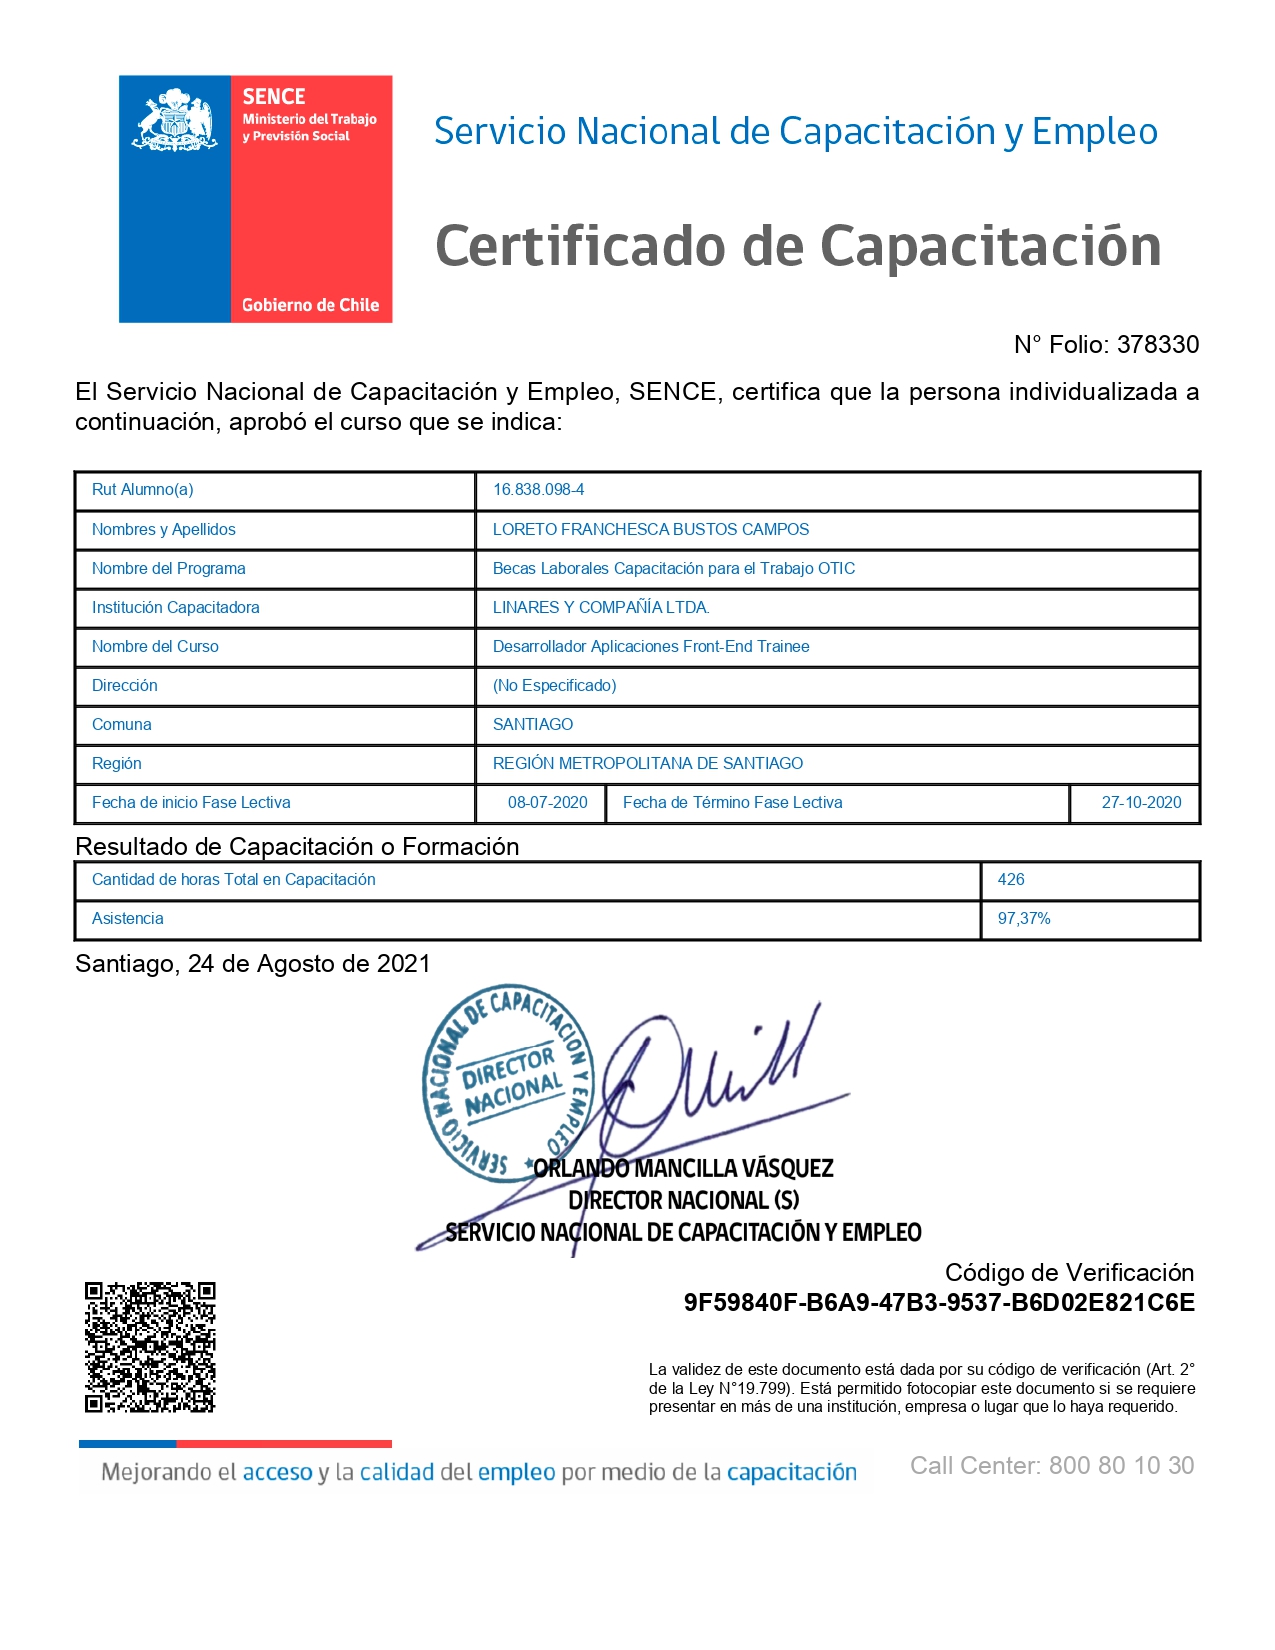 SENCE
Ministerio del Trabajo
y Previsión Social
Gobierno de Chile
Servicio Nacional de Capacitación y Empleo
Certificado de Capacitación
N° Folio: 378330
El Servicio Nacional de Capacitación y Empleo, SENCE, certifica que la persona individualizada a
continuación, aprobó el curso que se indica:
Rut Alumno(a) 16.838.098-4
Nombres y Apellidos LORETO FRANCHESCA BUSTOS CAMPOS
Nombre del Programa Becas Laborales Capacitación para el Trabajo OTIC
Institución Capacitadora LINARES Y COMPAÑÍA LTDA.
Nombre del Curso Desarrollador Aplicaciones Front-End Trainee
Dirección (No Especificado)
Comuna SANTIAGO
Región REGIÓN METROPOLITANA DE SANTIAGO
Fecha de inicio Fase Lectiva 08-07-2020 Fecha de Término Fase Lectiva 27-10-2020
Resultado de Capacitación o Formación
Cantidad de horas Total en Capacitación 426
Asistencia 97,37%
Santiago, 24 de Agosto de 2021
SERVICIO NACIONAL DE CAPACITACION Y EMPLEO
DIRECTOR
NACIONAL
ORLANDO MANCILLA VÁSQUEZ
DIRECTOR NACIONAL (S)
SERVICIO NACIONAL DE CAPACITACIÓN Y EMPLEO
Código de Verificación
9F59840F-B6A9-47B3-9537-B6D02E821C6E
La validez de este documento está dada por su código de verificación (Art. 2°
de la Ley N°19.799). Está permitido fotocopiar este documento si se requiere
presentar en más de una institución, empresa o lugar que lo haya requerido.
Mejorando el acceso y la calidad del empleo por medio de la capacitación
Call Center: 800 80 10 30